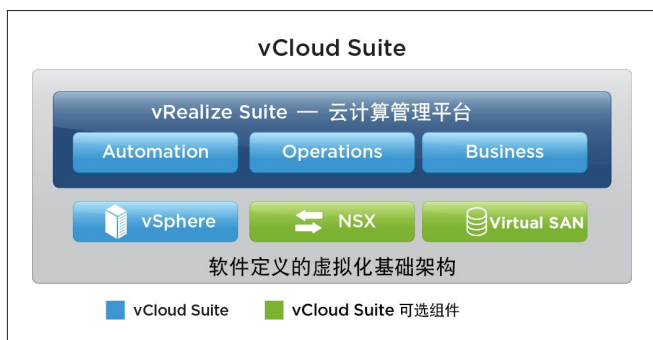 vCloud Suite
vRealize Suite — 云计算管理平台
Automation Operations Business
vSphere NSX Virtual SAN
软件定义的虚拟化基础架构
vCloud Suite vCloud Suite 可选组件